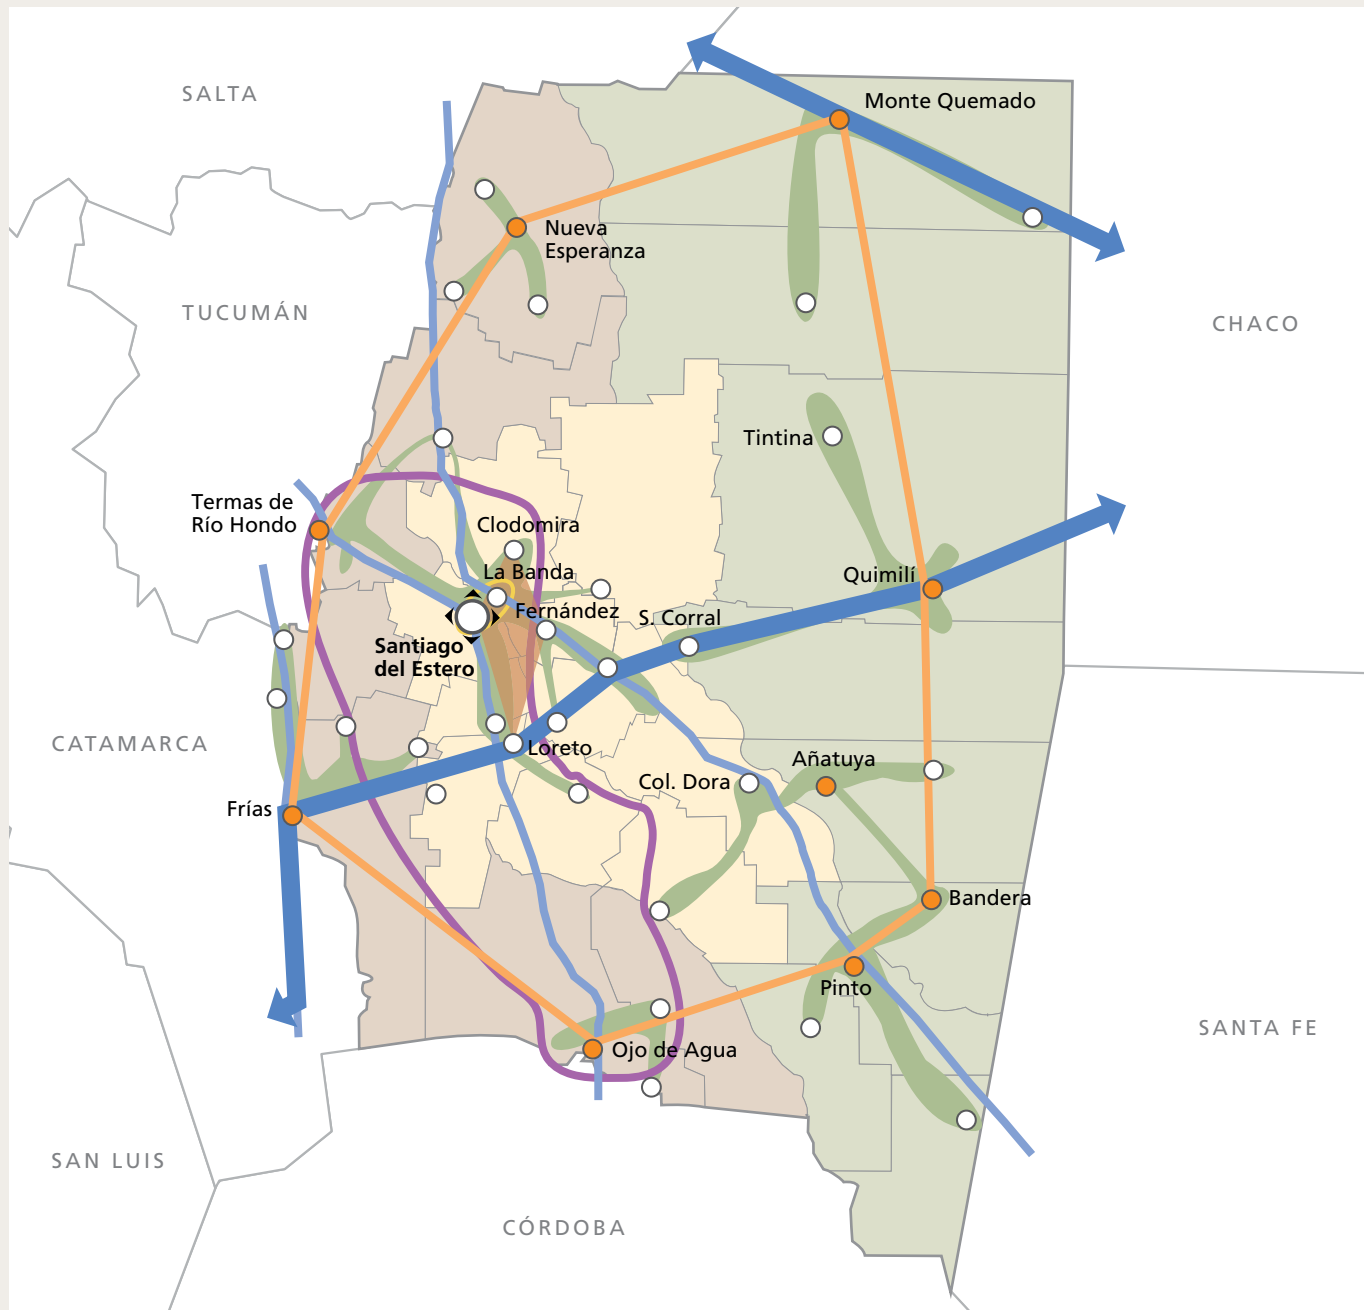 SALTA
Monte Quemado
Nueva
Esperanza
TUCUMÁN
CHACO
Tintina
Termas de
Río Hondo
Clodomira
La Banda
Quimilí
Fernández
S. Corral
Santiago
del Estero
CATAMARCA
Loreto
Añatuya
Col. Dora
Frías
Bandera
Pinto
SANTA FE
Ojo de Agua
SAN LUIS
CÓRDOBA